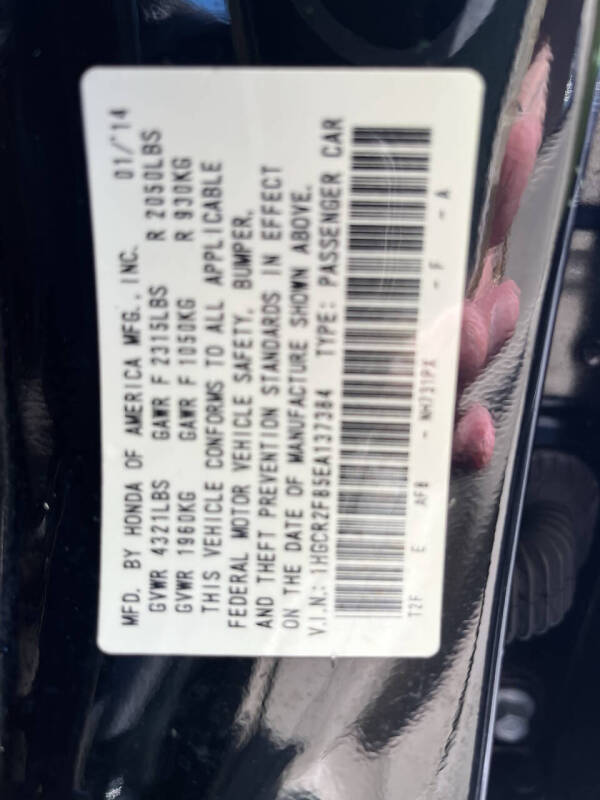 MFD. BY HONDA OF AMERICA MFG., INC. 01/'14
GVWR 4321LBS GAWR F 2315LBS R 2050LBS
GVWR 1960KG GAWR F 1050KG R 930KG
THIS VEHICLE CONFORMS TO ALL APPLICABLE
FEDERAL MOTOR VEHICLE SAFETY, BUMPER,
AND THEFT PREVENTION STANDARDS IN EFFECT
ON THE DATE OF MANUFACTURE SHOWN ABOVE.
V.I.N.: 1HGCR2F85EA137384 TYPE: PASSENGER CAR
T2F E AFB - NH731PX - F - A